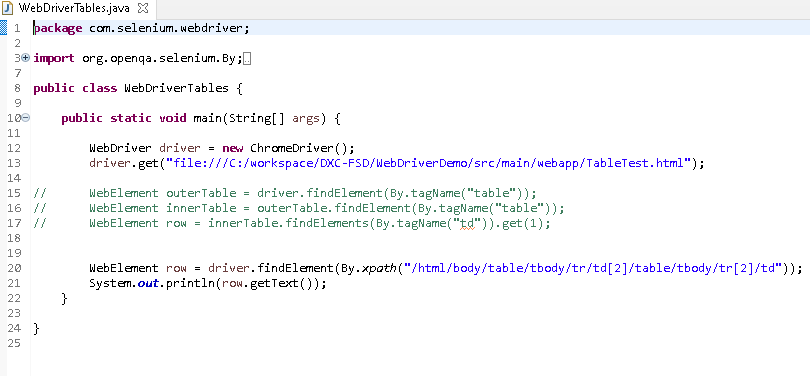 WebDriverTables.java
1 package com.selenium.webdriver;
2
3 import org.openqa.selenium.By;
7
8 public class WebDriverTables {
9
10 public static void main(String[] args) {
11
12 WebDriver driver = new ChromeDriver();
13 driver.get("file:///C:/workspace/DXC-FSD/WebDriverDemo/src/main/webapp/TableTest.html");
14
15 // WebElement outerTable = driver.findElement(By.tagName("table"));
16 // WebElement innerTable = outerTable.findElement(By.tagName("table"));
17 // WebElement row = innerTable.findElements(By.tagName("td")).get(1);
18
19
20 WebElement row = driver.findElement(By.xpath("/html/body/table/tbody/tr/td[2]/table/tbody/tr[2]/td"));
21 System.out.println(row.getText());
22 }
23
24 }
25